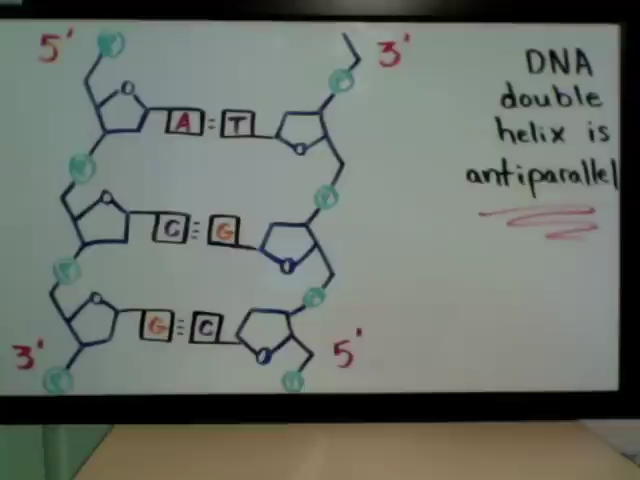 5' 3'
A T
C G
G C
3' 5'
DNA
double
helix is
antiparallel